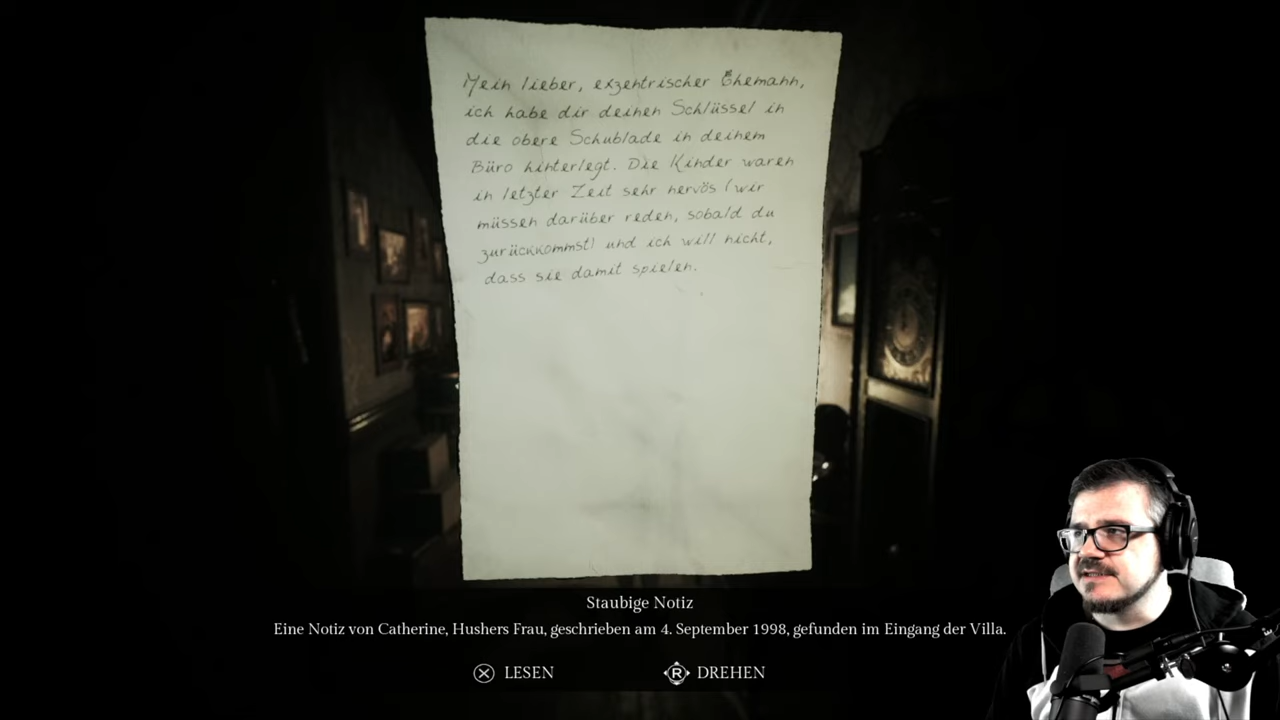 Mein lieber, exzentrischer Ehemann,
ich habe dir deinen Schlüssel in
die obere Schublade in deinem
Büro hinterlegt. Die Kinder waren
in letzter Zeit sehr nervös (wir
müssen darüber reden, sobald du
zurückkommst) und ich will nicht,
dass sie damit spielen.
Staubige Notiz
Eine Notiz von Catherine, Hushers Frau, geschrieben am 4. September 1998, gefunden im Eingang der Villa.
LESEN R DREHEN